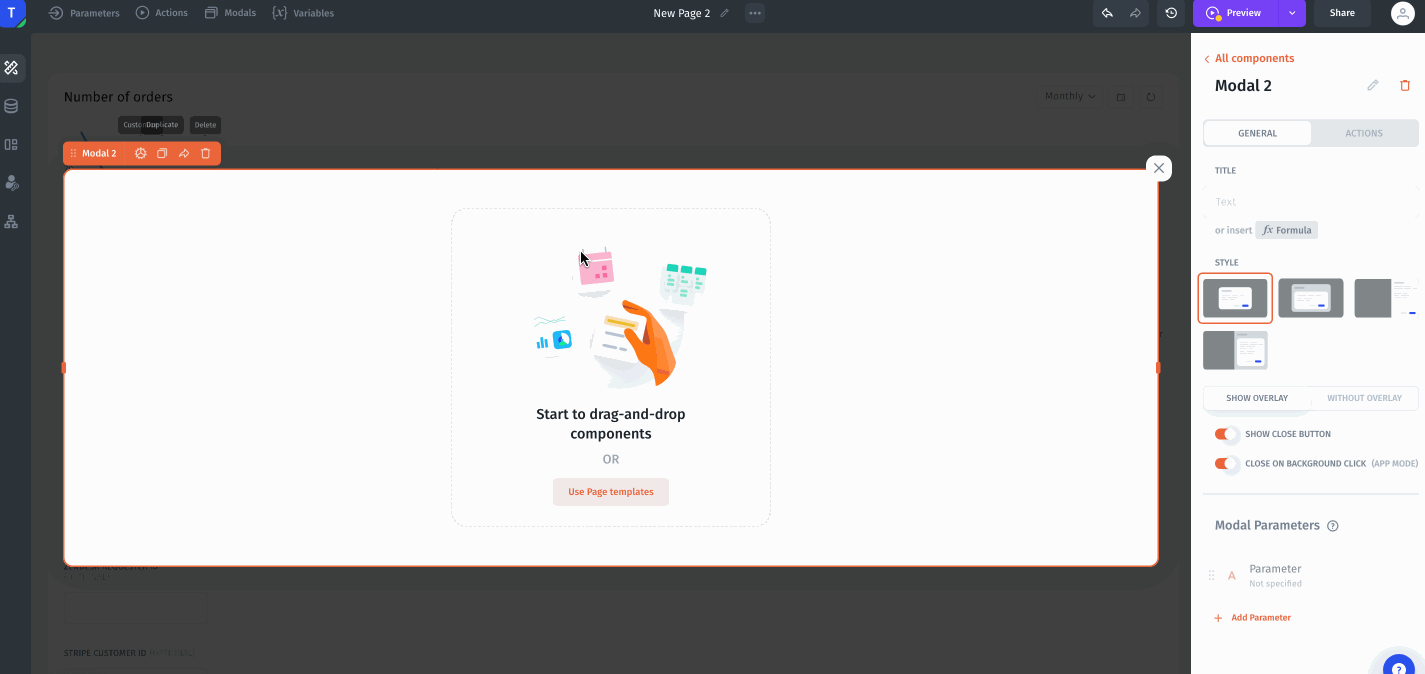 T
Parameters
Actions
Modals
{x} Variables
New Page 2
Preview
Share
Number of orders
Monthly
Duplicate
Delete
Modal 2
Start to drag-and-drop
components
OR
Use Page templates
STRIPE CUSTOMER ID
All components
Modal 2
GENERAL
ACTIONS
TITLE
Text
or insert fx Formula
STYLE
SHOW OVERLAY
WITHOUT OVERLAY
SHOW CLOSE BUTTON
CLOSE ON BACKGROUND CLICK (APP MODE)
Modal Parameters ?
A Parameter
Not specified
+ Add Parameter
?